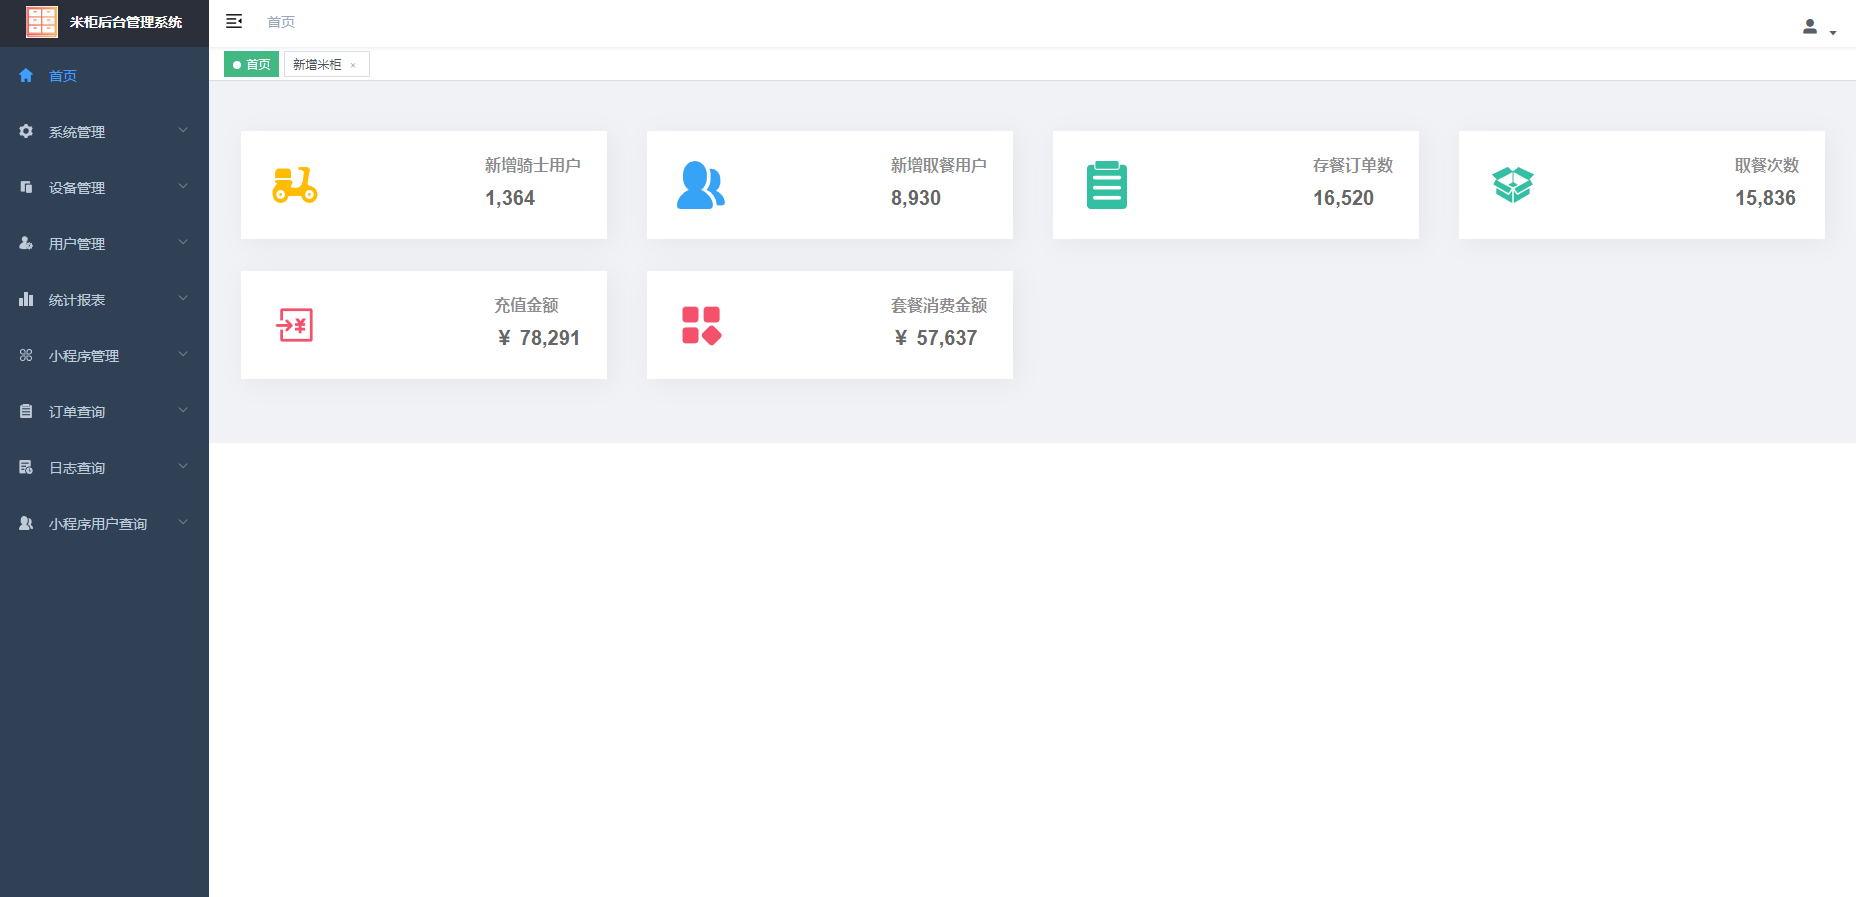 米柜后台管理系统
首页
首页
新增米柜 ×
首页
系统管理
设备管理
用户管理
统计报表
小程序管理
订单查询
日志查询
小程序用户查询
新增骑士用户
1,364
新增取餐用户
8,930
存餐订单数
16,520
取餐次数
15,836
充值金额
¥ 78,291
套餐消费金额
¥ 57,637